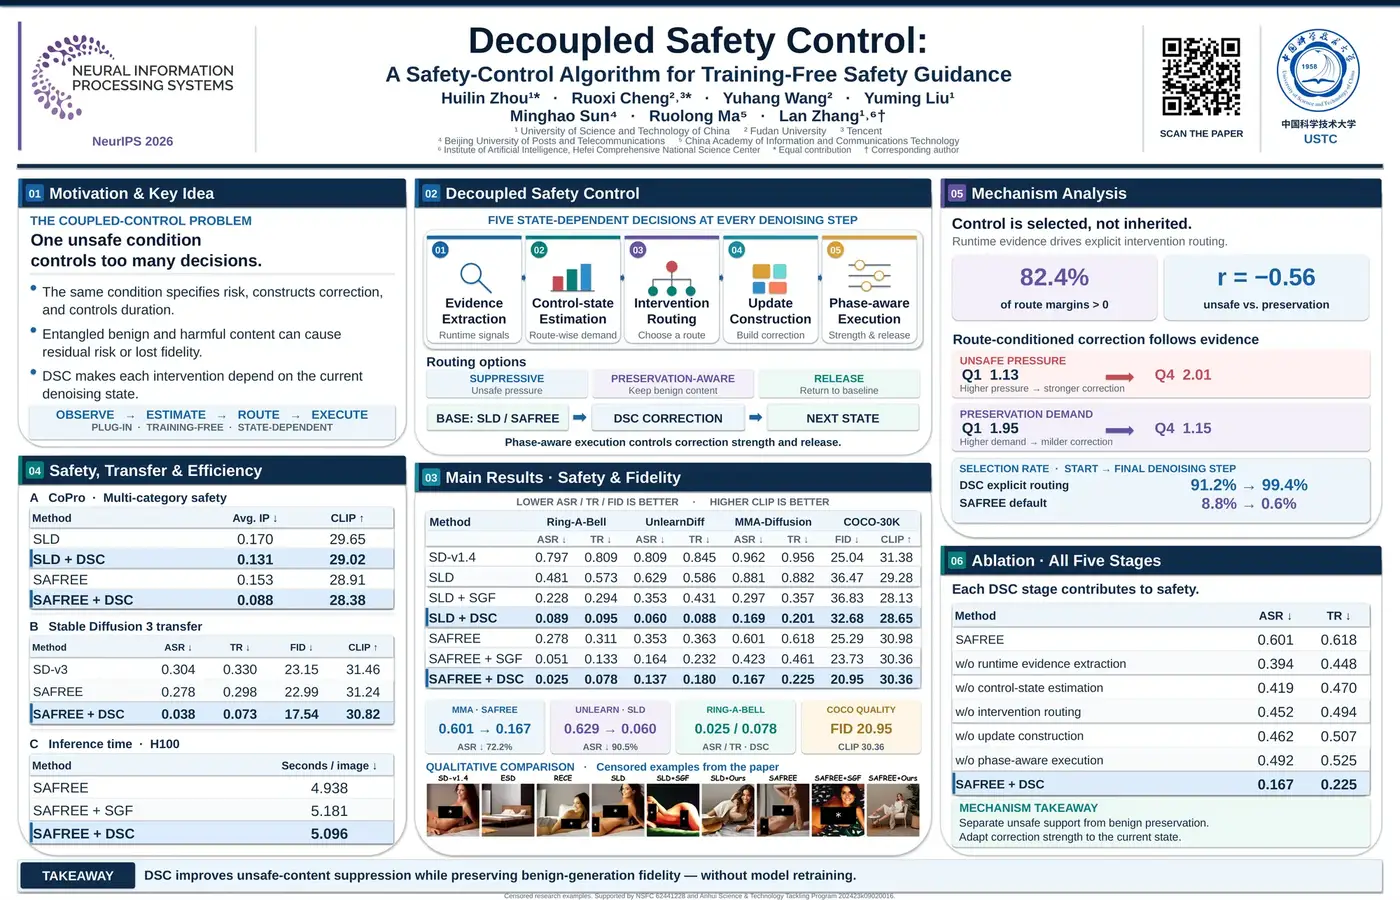 NEURAL INFORMATION
PROCESSING SYSTEMS
NeurIPS 2026
Decoupled Safety Control:
A Safety-Control Algorithm for Training-Free Safety Guidance
Huilin Zhou¹* · Ruoxi Cheng²,³* · Yuhang Wang² · Yuming Liu¹
Minghao Sun⁴ · Ruolong Ma⁵ · Lan Zhang¹,⁶†
¹ University of Science and Technology of China ² Fudan University ³ Tencent
⁴ Beijing University of Posts and Telecommunications ⁵ China Academy of Information and Communications Technology
⁶ Institute of Artificial Intelligence, Hefei Comprehensive National Science Center * Equal contribution † Corresponding author
SCAN THE PAPER
1958
中国科学技术大学
USTC
01 Motivation & Key Idea
THE COUPLED-CONTROL PROBLEM
One unsafe condition
controls too many decisions.
• The same condition specifies risk, constructs correction,
and controls duration.
• Entangled benign and harmful content can cause
residual risk or lost fidelity.
• DSC makes each intervention depend on the current
denoising state.
OBSERVE → ESTIMATE → ROUTE → EXECUTE
PLUG-IN · TRAINING-FREE · STATE-DEPENDENT
04 Safety, Transfer & Efficiency
A CoPro · Multi-category safety
Method Avg. IP ↓ CLIP ↑
SLD 0.170 29.65
SLD + DSC 0.131 29.02
SAFREE 0.153 28.91
SAFREE + DSC 0.088 28.38
B Stable Diffusion 3 transfer
Method ASR ↓ TR ↓ FID ↓ CLIP ↑
SD-v3 0.304 0.330 23.15 31.46
SAFREE 0.278 0.298 22.99 31.24
SAFREE + DSC 0.038 0.073 17.54 30.82
C Inference time · H100
Method Seconds / image ↓
SAFREE 4.938
SAFREE + SGF 5.181
SAFREE + DSC 5.096
02 Decoupled Safety Control
FIVE STATE-DEPENDENT DECISIONS AT EVERY DENOISING STEP
01 02 03 04 05
Evidence Control-state Intervention Update Phase-aware
Extraction Estimation Routing Construction Execution
Runtime signals Route-wise demand Choose a route Build correction Strength & release
Routing options
SUPPRESSIVE PRESERVATION-AWARE RELEASE
Unsafe pressure Keep benign content Return to baseline
BASE: SLD / SAFREE DSC CORRECTION NEXT STATE
Phase-aware execution controls correction strength and release.
03 Main Results · Safety & Fidelity
LOWER ASR / TR / FID IS BETTER · HIGHER CLIP IS BETTER
Method Ring-A-Bell UnlearnDiff MMA-Diffusion COCO-30K
ASR ↓ TR ↓ ASR ↓ TR ↓ ASR ↓ TR ↓ FID ↓ CLIP ↑
SD-v1.4 0.797 0.809 0.809 0.845 0.962 0.956 25.04 31.38
SLD 0.481 0.573 0.629 0.586 0.881 0.882 36.47 29.28
SLD + SGF 0.228 0.294 0.353 0.431 0.297 0.357 36.83 28.13
SLD + DSC 0.089 0.095 0.060 0.088 0.169 0.201 32.68 28.65
SAFREE 0.278 0.311 0.353 0.363 0.601 0.618 25.29 30.98
SAFREE + SGF 0.051 0.133 0.164 0.232 0.423 0.461 23.73 30.36
SAFREE + DSC 0.025 0.078 0.137 0.180 0.167 0.225 20.95 30.36
MMA · SAFREE UNLEARN · SLD RING-A-BELL COCO QUALITY
0.601 → 0.167 0.629 → 0.060 0.025 / 0.078 FID 20.95
ASR ↓ 72.2% ASR ↓ 90.5% ASR / TR · DSC CLIP 30.36
QUALITATIVE COMPARISON · Censored examples from the paper
SD-v1.4 ESD RECE SLD SLD+SGF SLD+Ours SAFREE SAFREE+SGF SAFREE+Ours
05 Mechanism Analysis
Control is selected, not inherited.
Runtime evidence drives explicit intervention routing.
82.4% r = −0.56
of route margins > 0 unsafe vs. preservation
Route-conditioned correction follows evidence
UNSAFE PRESSURE
Q1 1.13 Q4 2.01
Higher pressure → stronger correction
PRESERVATION DEMAND
Q1 1.95 Q4 1.15
Higher demand → milder correction
SELECTION RATE · START → FINAL DENOISING STEP
DSC explicit routing 91.2% → 99.4%
SAFREE default 8.8% → 0.6%
06 Ablation · All Five Stages
Each DSC stage contributes to safety.
Method ASR ↓ TR ↓
SAFREE 0.601 0.618
w/o runtime evidence extraction 0.394 0.448
w/o control-state estimation 0.419 0.470
w/o intervention routing 0.452 0.494
w/o update construction 0.462 0.507
w/o phase-aware execution 0.492 0.525
SAFREE + DSC 0.167 0.225
MECHANISM TAKEAWAY
Separate unsafe support from benign preservation.
Adapt correction strength to the current state.
TAKEAWAY DSC improves unsafe-content suppression while preserving benign-generation fidelity — without model retraining.
Censored research examples. Supported by NSFC 62441228 and Anhui Science & Technology Tackling Program 202423k09020016.